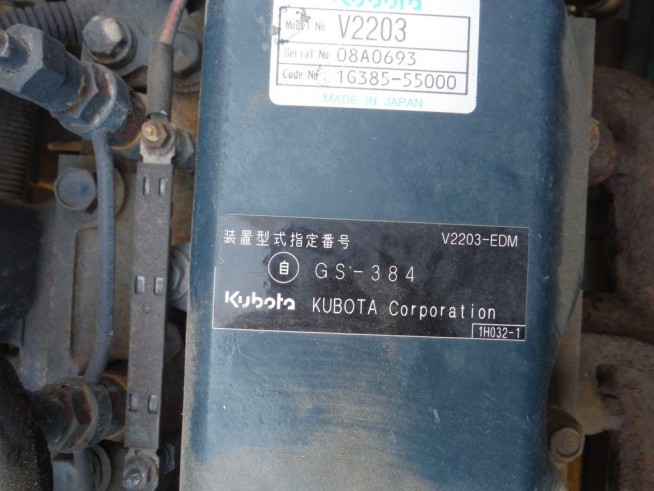 Kubota
Model No V2203
Serial No 08A0693
Code No. 1G385-55000
MADE IN JAPAN
装置型式指定番号 V2203-EDM
自 GS-384
Kubota KUBOTA Corporation
1H032-1